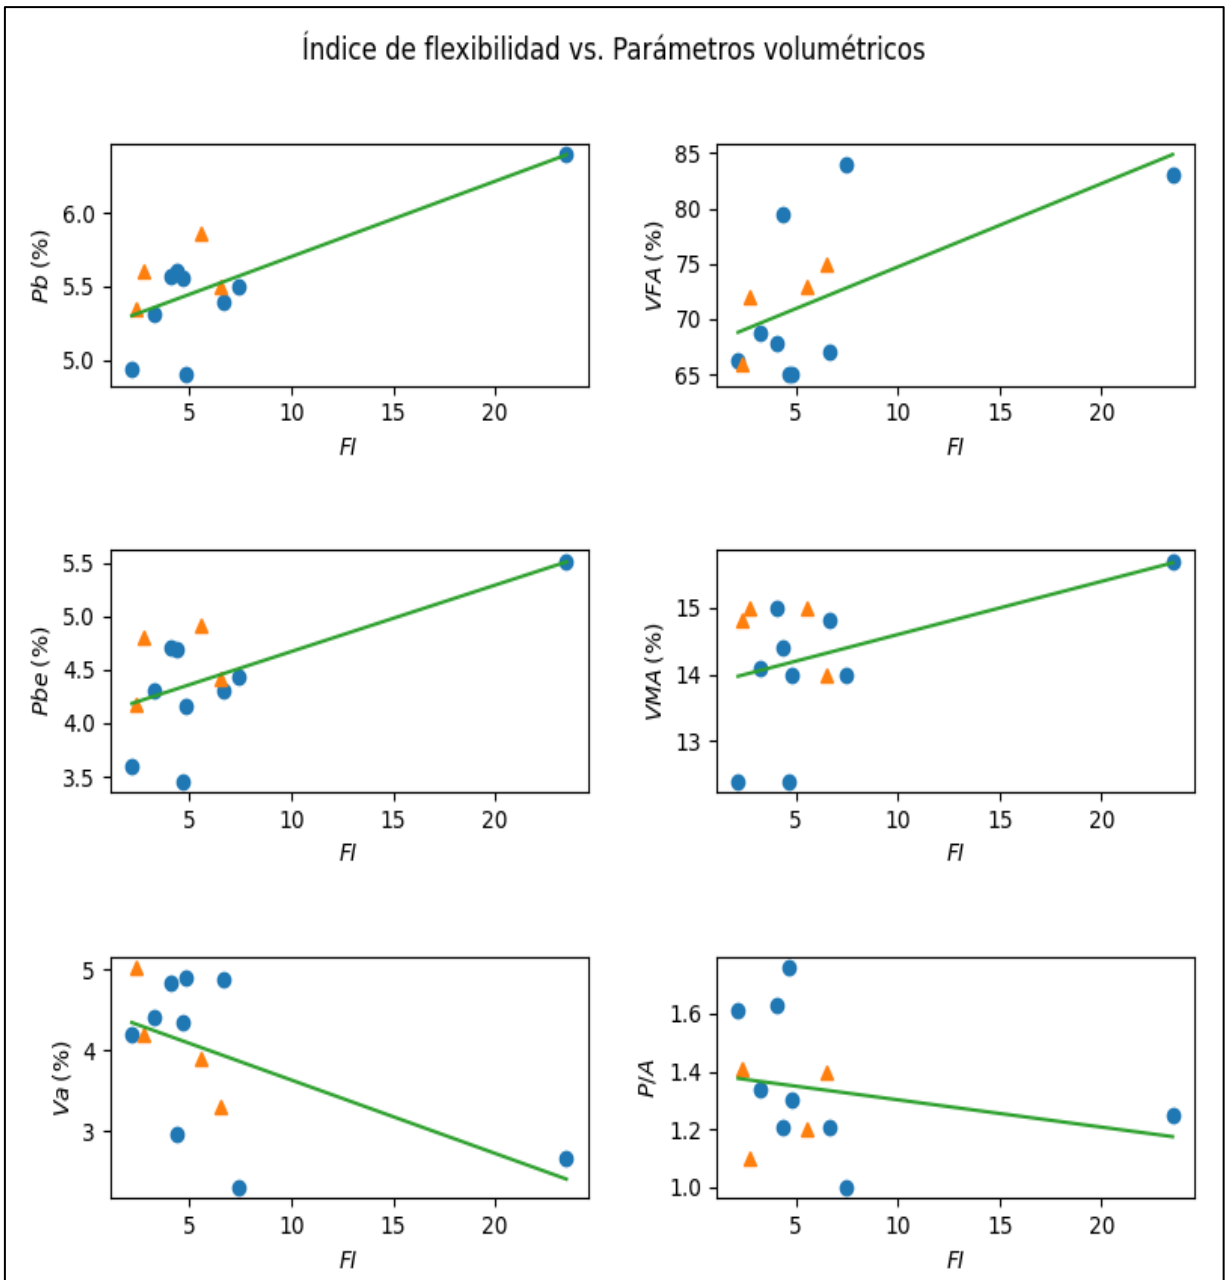 Índice de flexibilidad vs. Parámetros volumétricos
Pb (%)
6.0
5.5
5.0
5 10 15 20
FI
VFA (%)
85
80
75
70
65
5 10 15 20
FI
Pbe (%)
5.5
5.0
4.5
4.0
3.5
5 10 15 20
FI
VMA (%)
15
14
13
5 10 15 20
FI
Va (%)
5
4
3
5 10 15 20
FI
P/A
1.6
1.4
1.2
1.0
5 10 15 20
FI